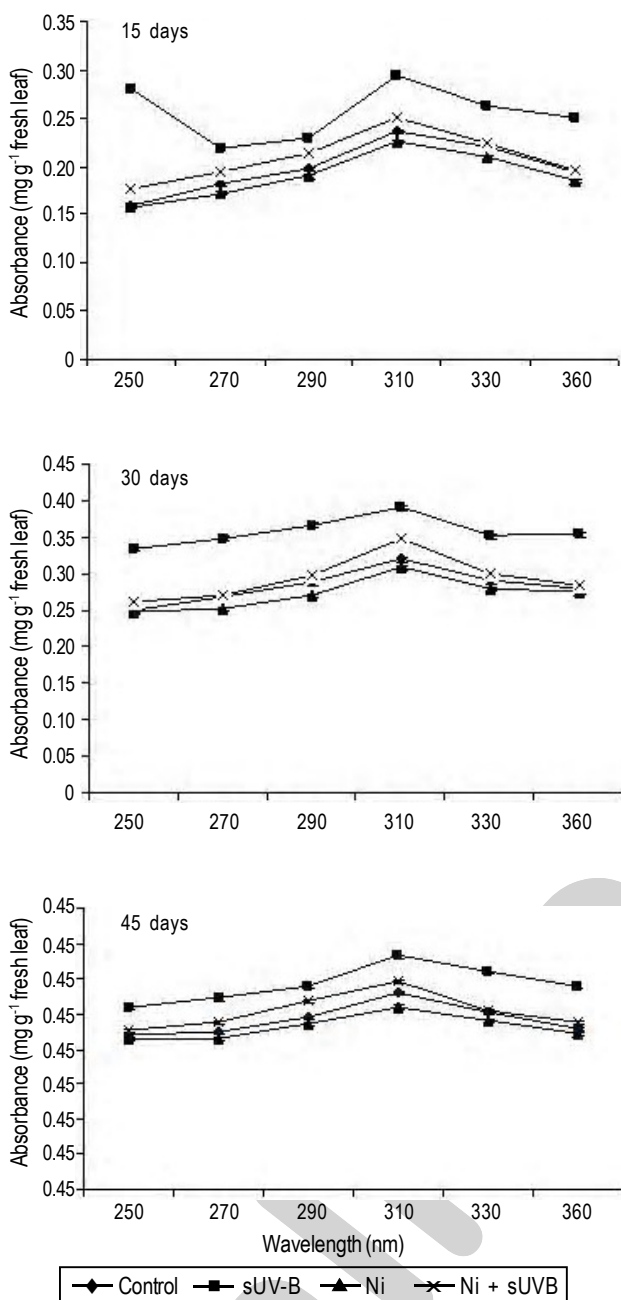 15 days
Absorbance (mg g⁻¹ fresh leaf)
0.35
0.30
0.25
0.20
0.15
0.10
0.05
0
250 270 290 310 330 360
30 days
Absorbance (mg g⁻¹ fresh leaf)
0.45
0.40
0.35
0.30
0.25
0.20
0.15
0.10
0.05
0
250 270 290 310 330 360
45 days
Absorbance (mg g⁻¹ fresh leaf)
0.45
0.45
0.45
0.45
0.45
0.45
0.45
0.45
0.45
250 270 290 310 330 360
Wavelength (nm)
Control sUV-B Ni Ni + sUVB